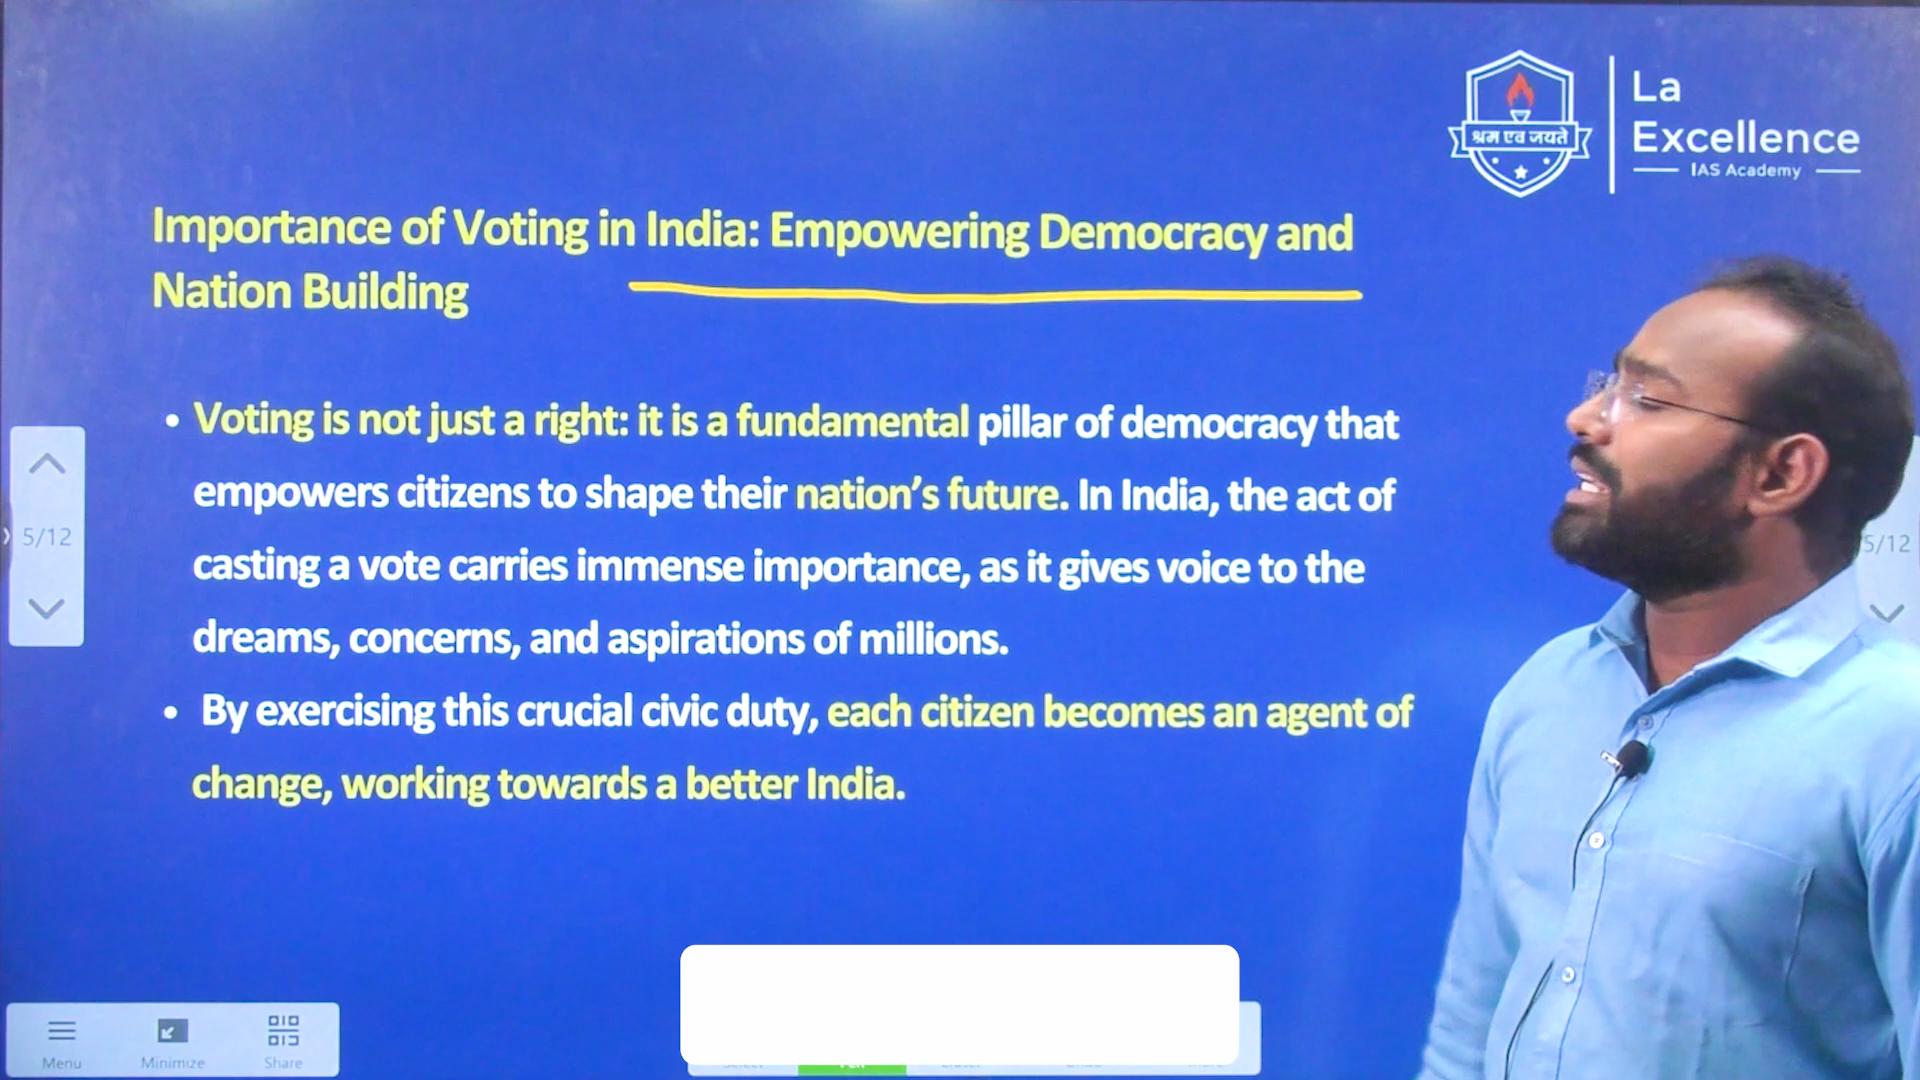 La
Excellence
IAS Academy
श्रम एव जयते
Importance of Voting in India: Empowering Democracy and
Nation Building
• Voting is not just a right: it is a fundamental pillar of democracy that
empowers citizens to shape their nation's future. In India, the act of
casting a vote carries immense importance, as it gives voice to the
dreams, concerns, and aspirations of millions.
• By exercising this crucial civic duty, each citizen becomes an agent of
change, working towards a better India.
5/12
5/12
Menu Minimize Share